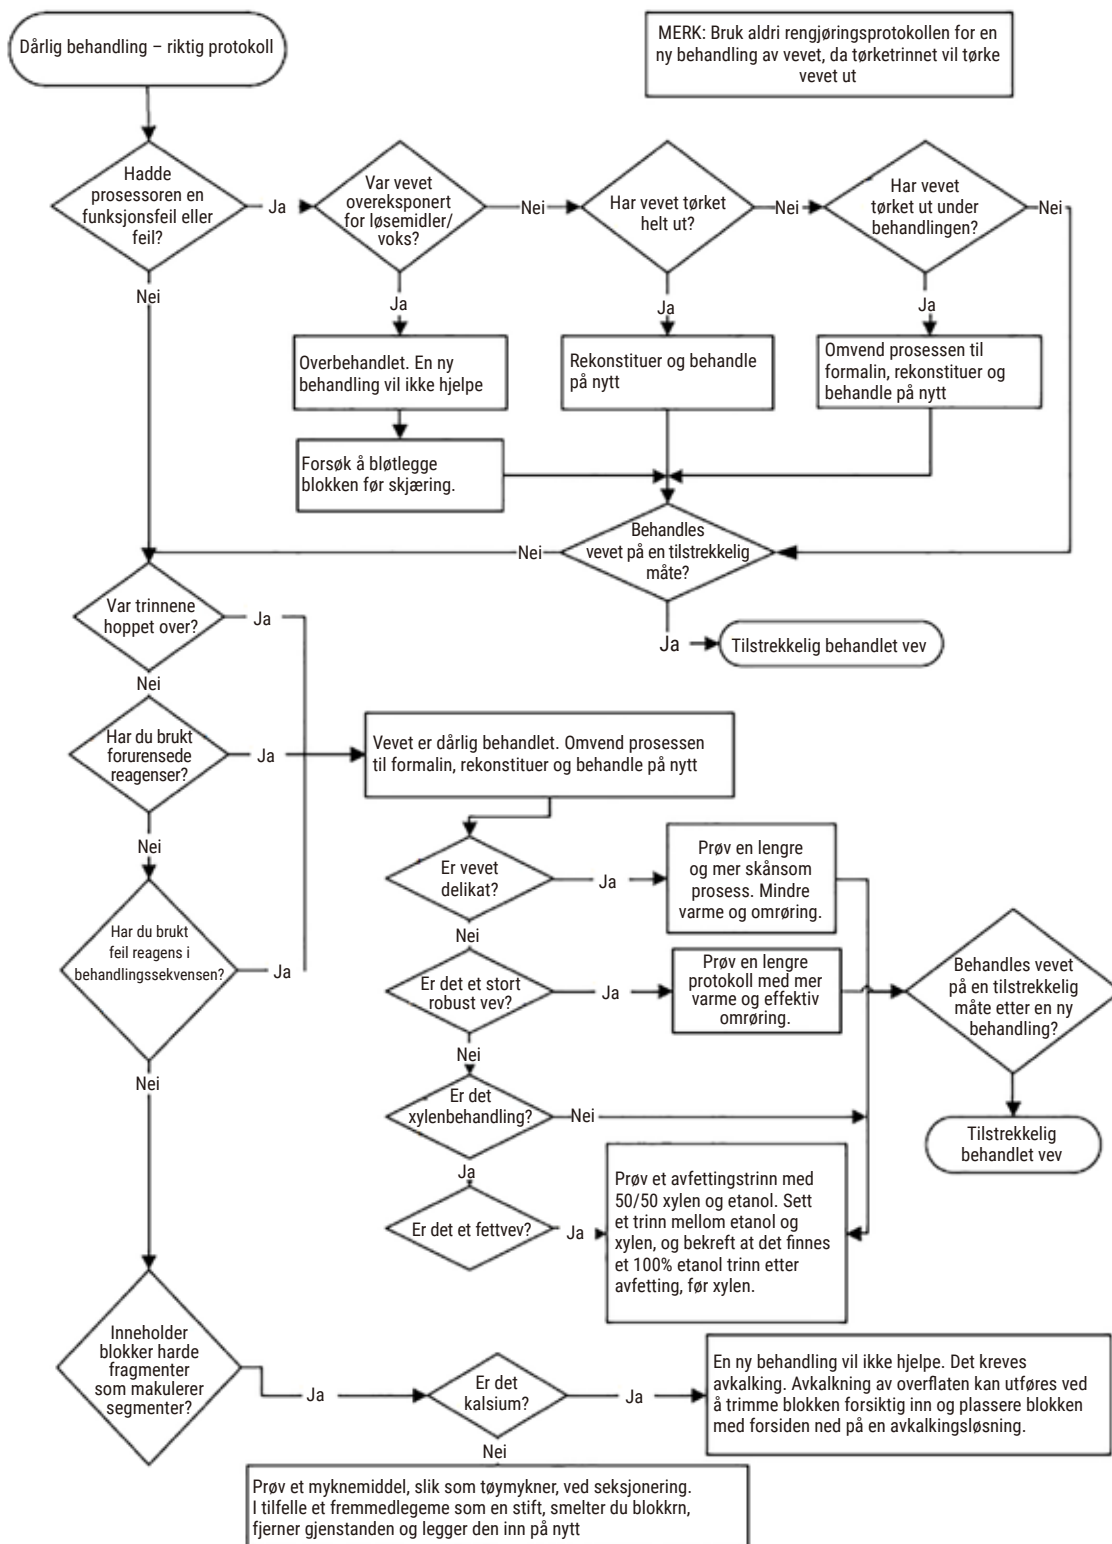 Dårlig behandling – riktig protokoll
MERK: Bruk aldri rengjøringsprotokollen for en
ny behandling av vevet, da tørketrinnet vil tørke
vevet ut
Hadde
prosessoren en
funksjonsfeil eller
feil?
Ja
Var vevet
overeksponert
for løsemidler/
voks?
Nei
Har vevet tørket
helt ut?
Nei
Har vevet
tørket ut under
behandlingen?
Nei
Nei
Ja
Ja
Ja
Overbehandlet. En ny
behandling vil ikke hjelpe
Rekonstituer og behandle
på nytt
Omvend prosessen til
formalin, rekonstituer og
behandle på nytt
Forsøk å bløtlegge
blokken før skjæring.
Behandles
vevet på en tilstrekkelig
måte?
Nei
Ja
Tilstrekkelig behandlet vev
Var trinnene
hoppet over?
Ja
Nei
Har du brukt
forurensede
reagenser?
Ja
Vevet er dårlig behandlet. Omvend prosessen
til formalin, rekonstituer og behandle på nytt
Nei
Har du brukt
feil reagens i
behandlingssekvensen?
Ja
Er vevet
delikat?
Ja
Prøv en lengre
og mer skånsom
prosess. Mindre
varme og omrøring.
Nei
Er det et stort
robust vev?
Ja
Prøv en lengre
protokoll med mer
varme og effektiv
omrøring.
Behandles vevet
på en tilstrekkelig
måte etter en ny
behandling?
Nei
Er det
xylenbehandling?
Nei
Tilstrekkelig
behandlet vev
Ja
Er det et fettvev?
Ja
Prøv et avfettingstrinn med
50/50 xylen og etanol. Sett
et trinn mellom etanol og
xylen, og bekreft at det finnes
et 100% etanol trinn etter
avfetting, før xylen.
Nei
Inneholder
blokker harde
fragmenter
som makulerer
segmenter?
Ja
Er det
kalsium?
Ja
En ny behandling vil ikke hjelpe. Det kreves
avkalking. Avkalkning av overflaten kan utføres ved
å trimme blokken forsiktig inn og plassere blokken
med forsiden ned på en avkalkingsløsning.
Nei
Prøv et myknemiddel, slik som tøymykner, ved seksjonering.
I tilfelle et fremmedlegeme som en stift, smelter du blokkrn,
fjerner gjenstanden og legger den inn på nytt